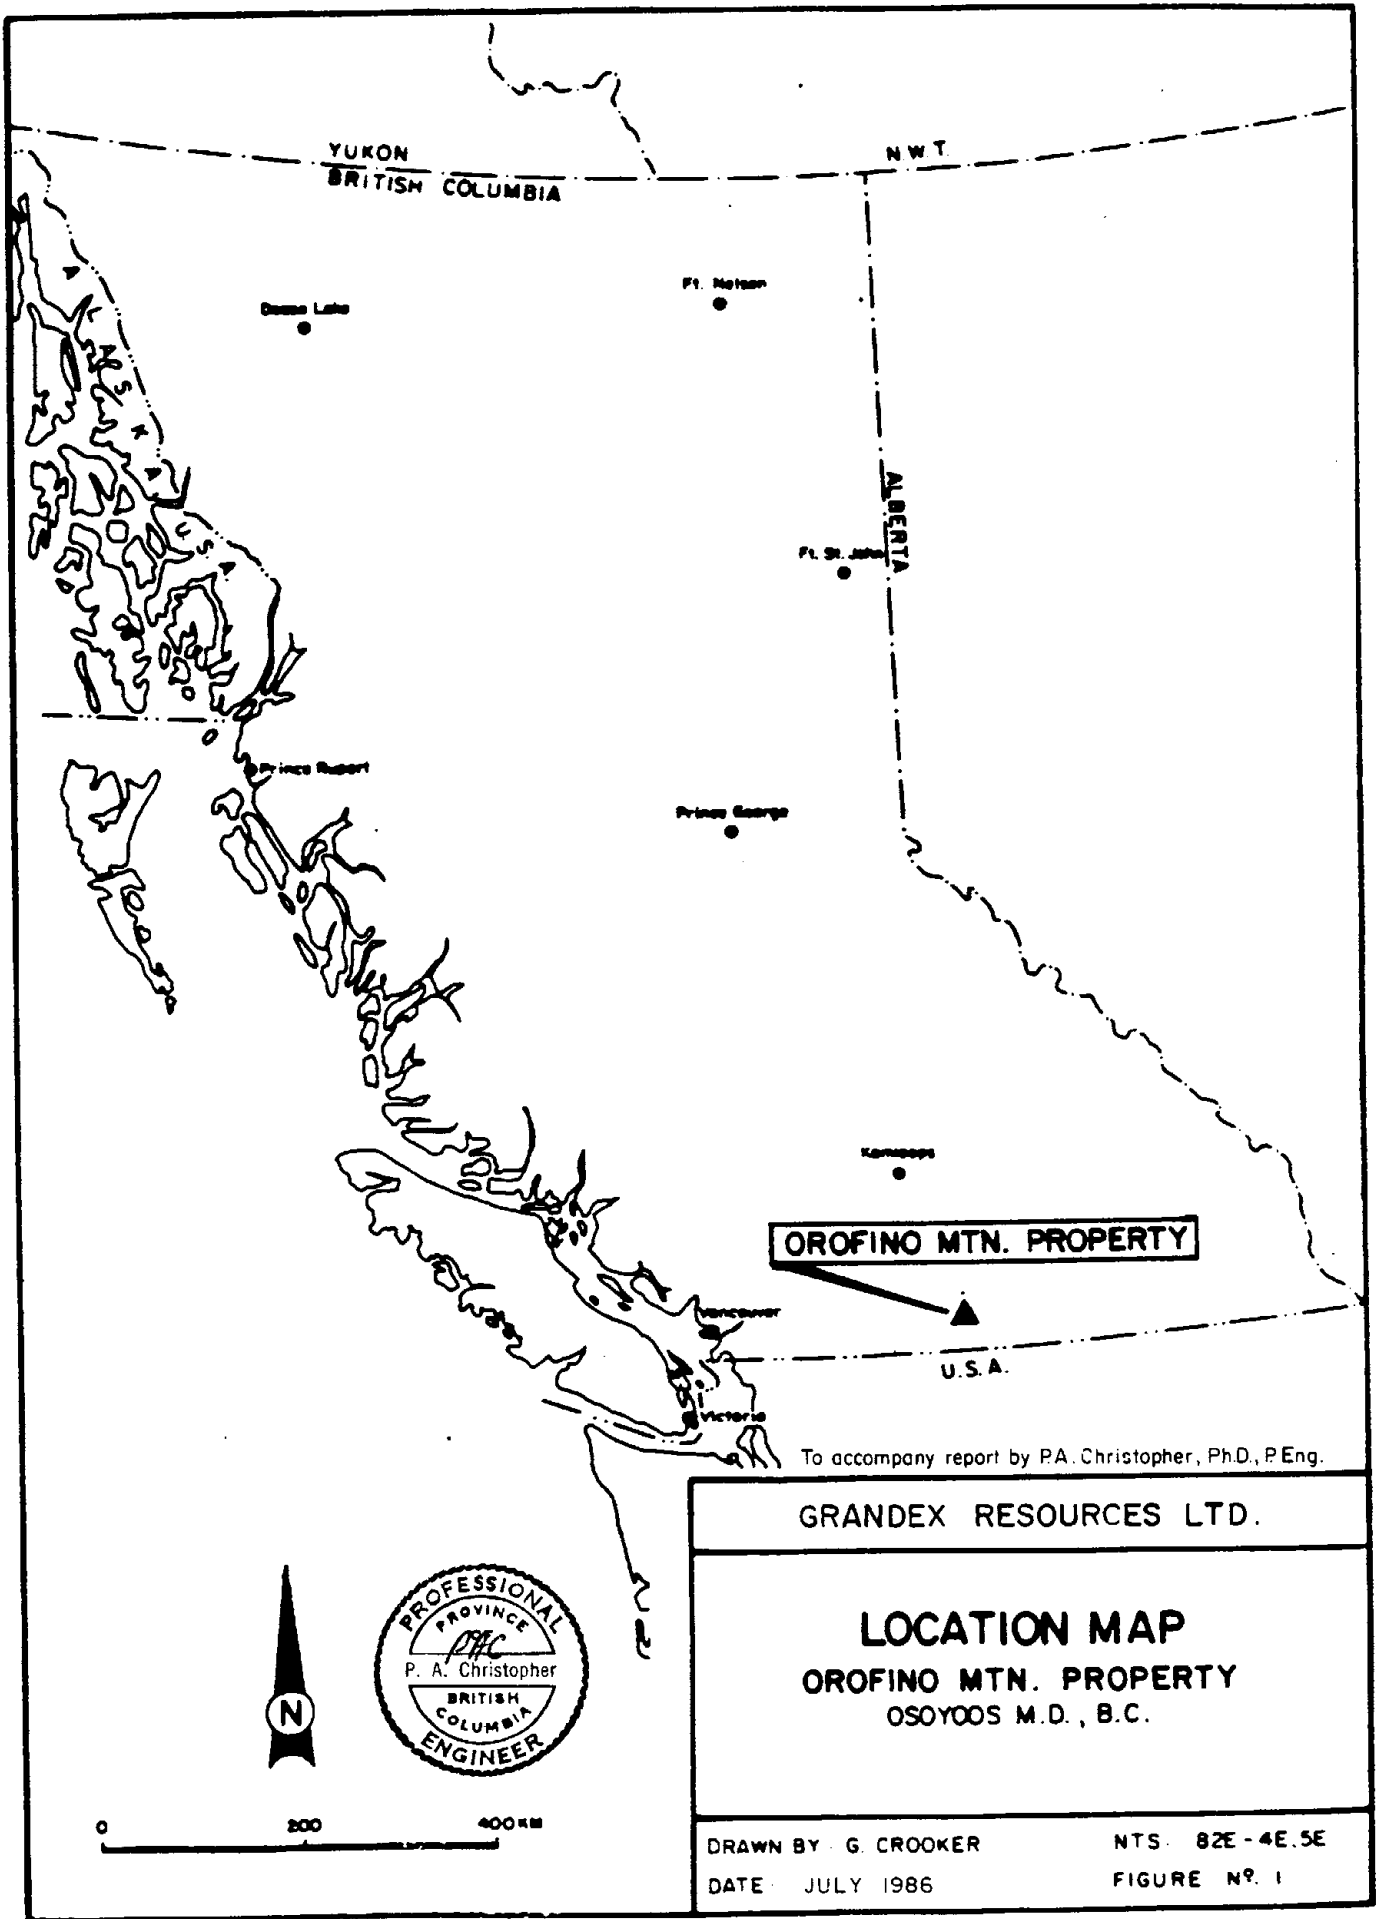 YUKON
BRITISH COLUMBIA
N.W.T.
ALASKA
U.S.A.
Dease Lake
Ft. Nelson
ALBERTA
Ft. St. John
Prince Rupert
Prince George
Kamloops
OROFINO MTN. PROPERTY
Vancouver
U.S.A.
Victoria
To accompany report by P.A. Christopher, Ph.D., P.Eng.
GRANDEX RESOURCES LTD.
LOCATION MAP
OROFINO MTN. PROPERTY
OSOYOOS M.D., B.C.
DRAWN BY G. CROOKER
NTS. 82E-4E,5E
DATE JULY 1986
FIGURE Nº. 1
PROFESSIONAL
PROVINCE
P. A. Christopher
BRITISH
COLUMBIA
ENGINEER
N
0 200 400 KM